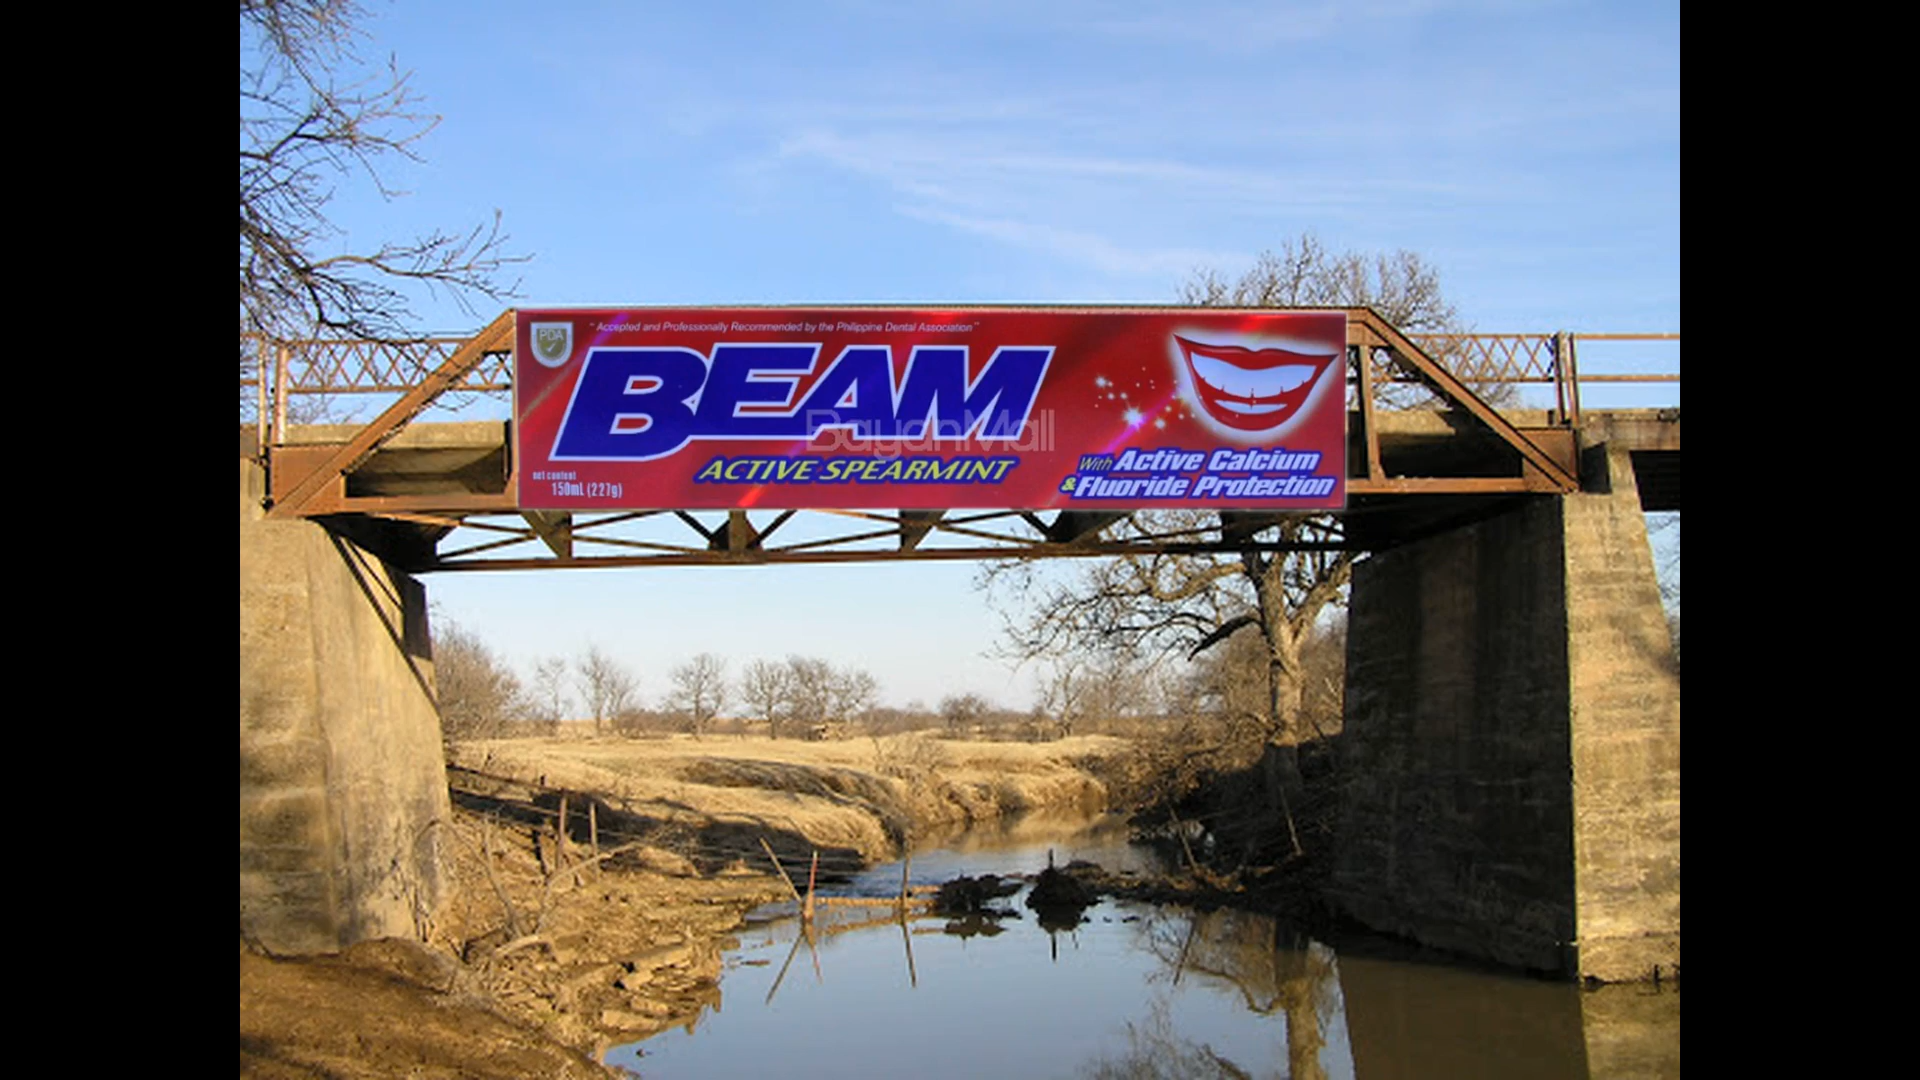 PDA
" Accepted and Professionally Recommended by the Philippine Dental Association "
BEAM
BayanMall
ACTIVE SPEARMINT
net content
150mL (227g)
With Active Calcium
& Fluoride Protection